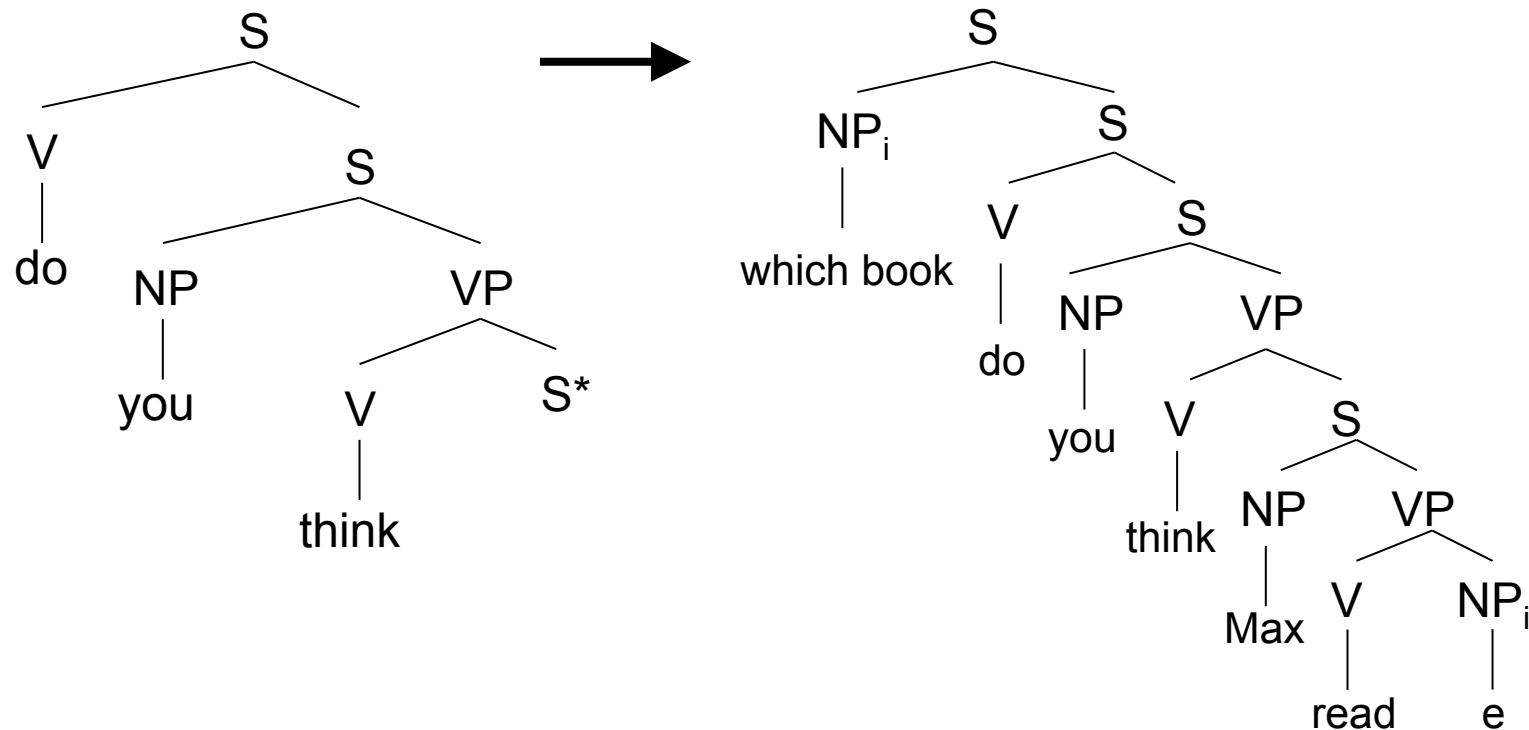 S
V S
do NP VP
you V S*
think
S
NPi S
which book V S
do NP VP
you V S
think NP VP
Max V NPi
read e